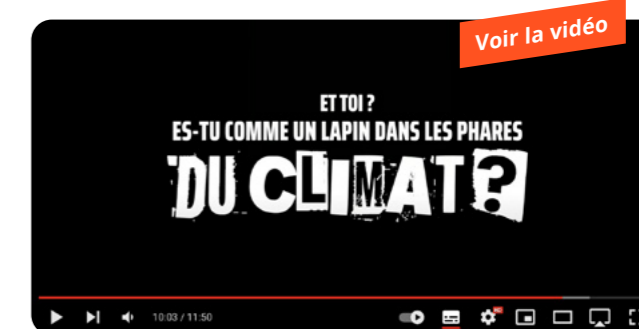 Voir la vidéo
ET TOI ?
ES-TU COMME UN LAPIN DANS LES PHARES
DU CLIMAT ?
10:03 / 11:50